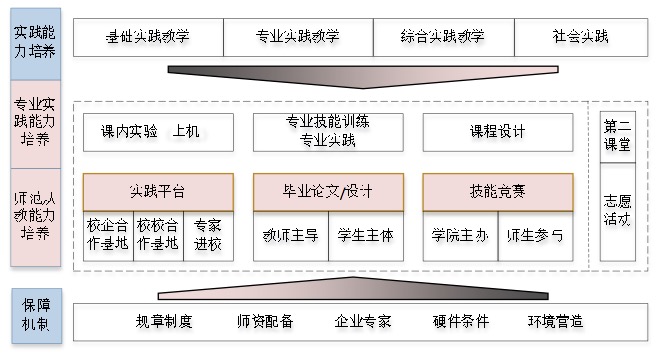 实践能
力培养
基础实践教学
专业实践教学
综合实践教学
社会实践
专业实
践能力
培养
课内实验 上机
专业技能训练
专业实践
课程设计
第二
课堂
师范从
教能力
培养
实践平台
毕业论文/设计
技能竞赛
校企合
作基地
校校合
作基地
专家
进校
教师主导
学生主体
学院主办
师生参与
志愿
活动
保障
机制
规章制度
师资配备
企业专家
硬件条件
环境营造